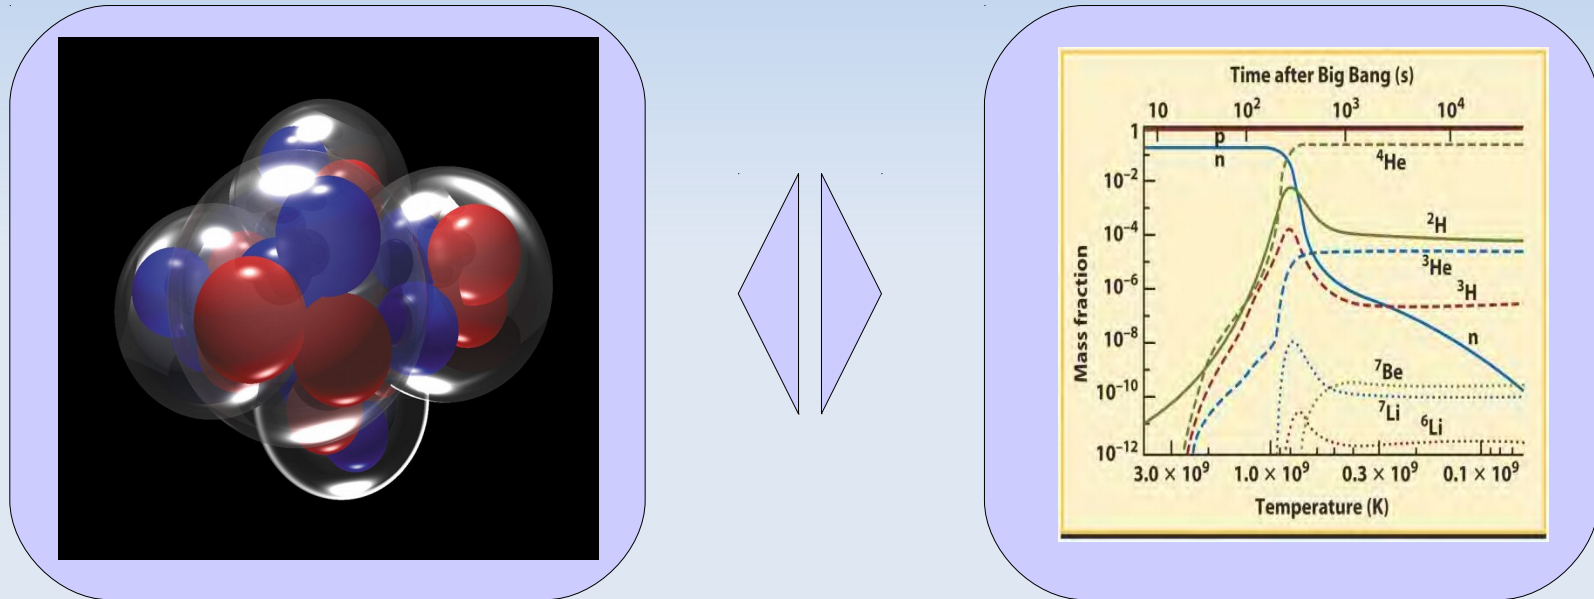 Time after Big Bang (s)
10 10² 10³ 10⁴
1
p
n
⁴He
10⁻²
²H
10⁻⁴
³He
³H
10⁻⁶
n
10⁻⁸
⁷Be
10⁻¹⁰
⁷Li
⁶Li
10⁻¹²
Mass fraction
3.0 × 10⁹ 1.0 × 10⁹ 0.3 × 10⁹ 0.1 × 10⁹
Temperature (K)